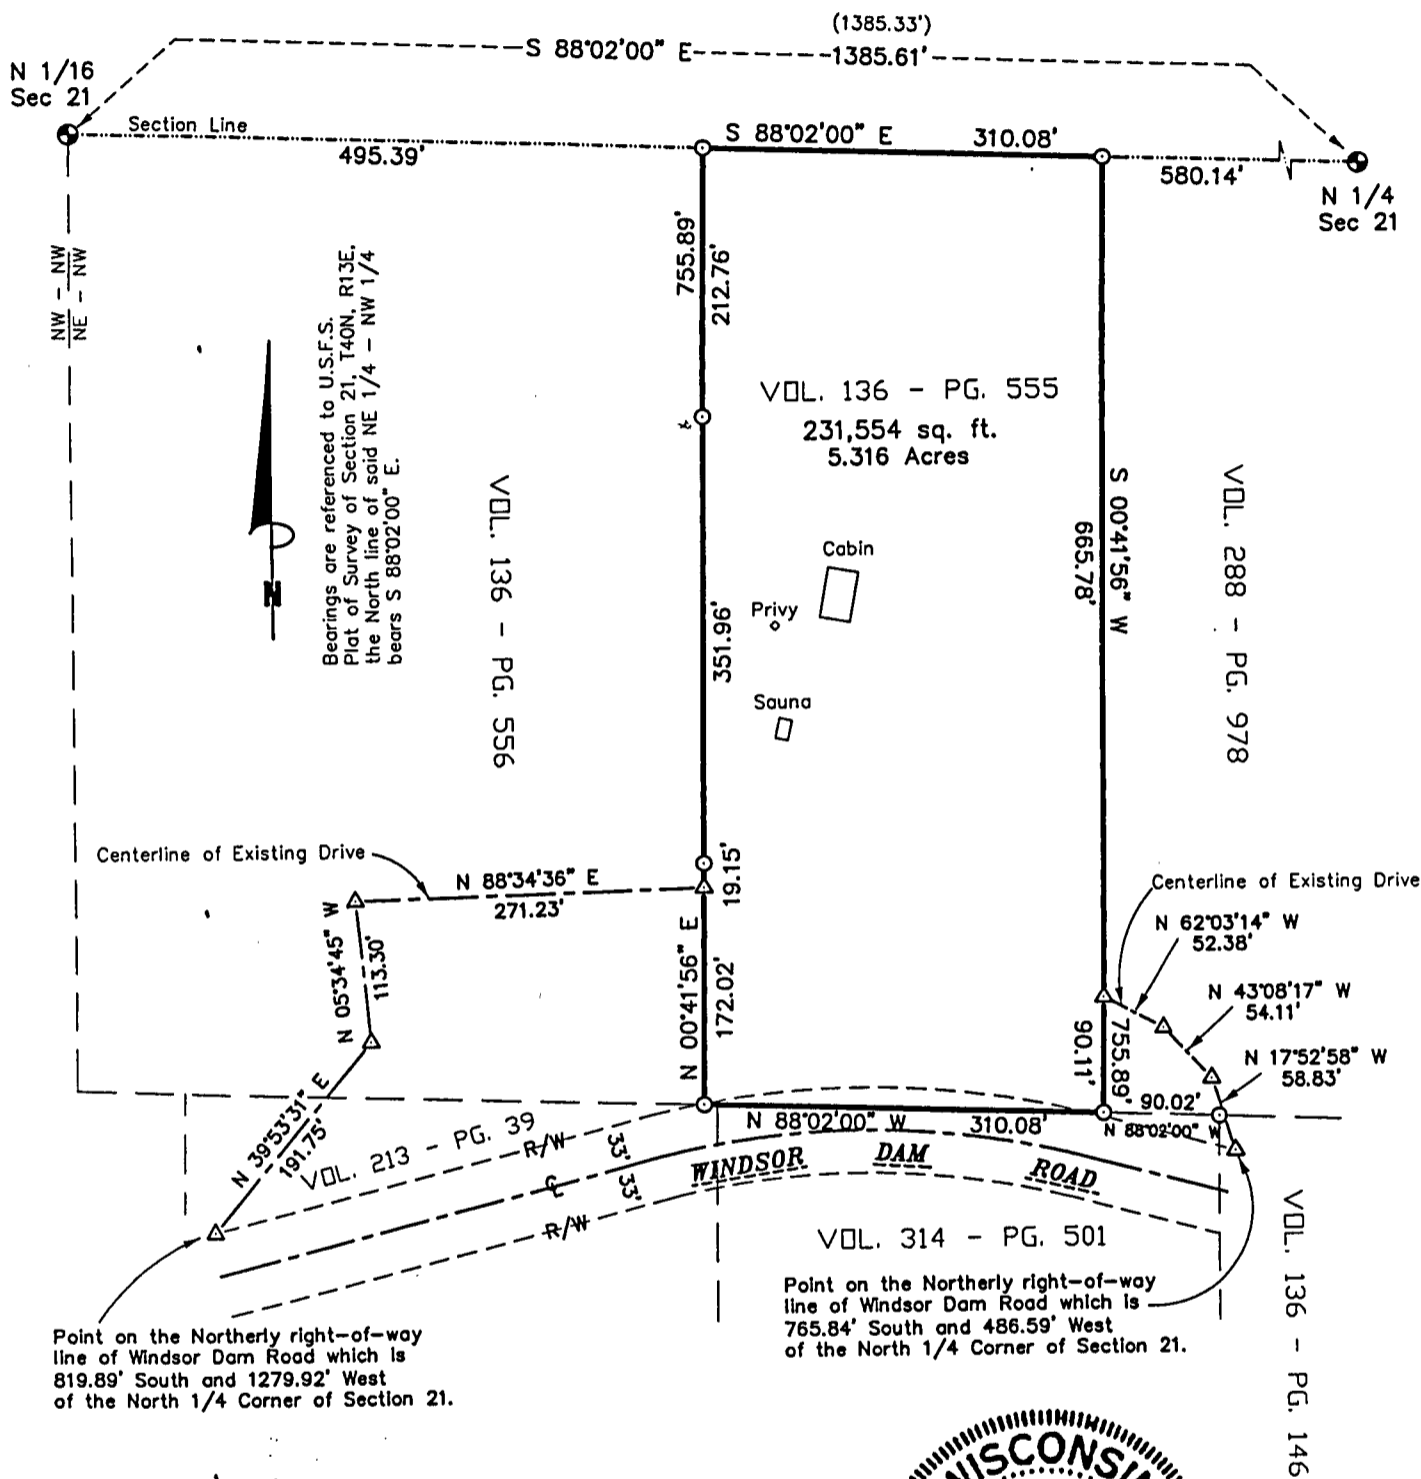 (1385.33')
S 88°02'00" E
1385.61'
N 1/16
Sec 21
Section Line
495.39'
S 88°02'00" E
310.08'
580.14'
N 1/4
Sec 21
NW - NW
NE - NW
755.89'
212.76'
Bearings are referenced to U.S.F.S.
Plat of Survey of Section 21, T40N, R13E,
the North line of said NE 1/4 - NW 1/4
bears S 88°02'00" E.
N
VOL. 136 - PG. 555
231,554 sq. ft.
5.316 Acres
VOL. 136 - PG. 556
S 00°41'56" W
665.78'
VOL. 288 - PG. 978
Cabin
Privy
351.96'
Sauna
Centerline of Existing Drive
N 88°34'36" E
271.23'
19.15'
N 05°34'45" W
113.30'
N 00°41'56" E
172.02'
Centerline of Existing Drive
N 62°03'14" W
52.38'
N 43°08'17" W
54.11'
N 17°52'58" W
58.83'
90.11'
755.89'
90.02'
N 88°02'00" W
N 88°02'00" W
310.08'
N 39°53'31" E
191.75'
VOL. 213 - PG. 39
R/W
33'
33'
C
L
R/W
WINDSOR DAM ROAD
VOL. 314 - PG. 501
VOL. 136 - PG. 146
Point on the Northerly right-of-way
line of Windsor Dam Road which is
765.84' South and 486.59' West
of the North 1/4 Corner of Section 21.
Point on the Northerly right-of-way
line of Windsor Dam Road which is
819.89' South and 1279.92' West
of the North 1/4 Corner of Section 21.
WISCONSIN